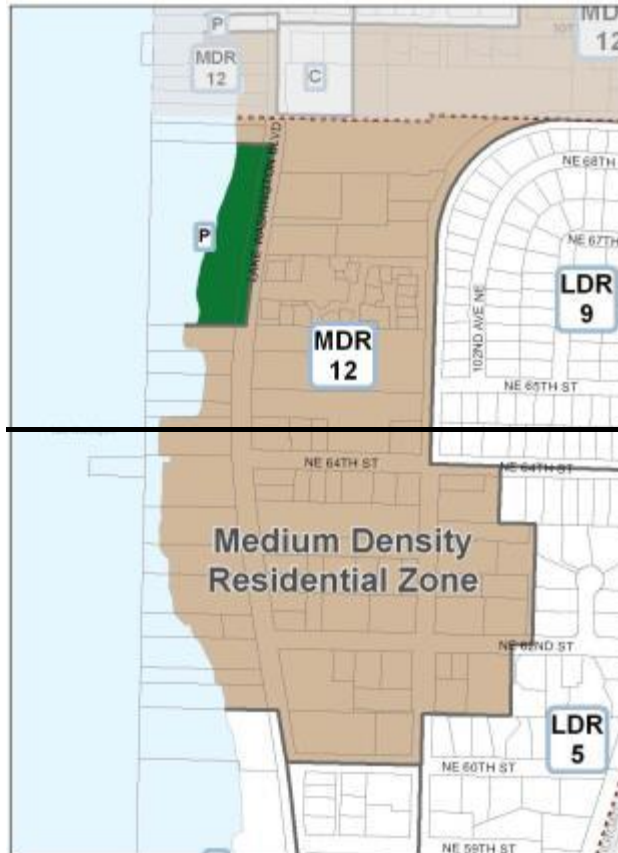 P
MDR
12
C
MD
12
LAKE WASHINGTON BLVD
NE 68TH
P
NE 67TH
LDR
9
102ND AVE NE
MDR
12
NE 65TH ST
NE 64TH ST
NE 64TH ST
Medium Density
Residential Zone
NE 62ND ST
LDR
5
NE 60TH ST
NE 59TH ST